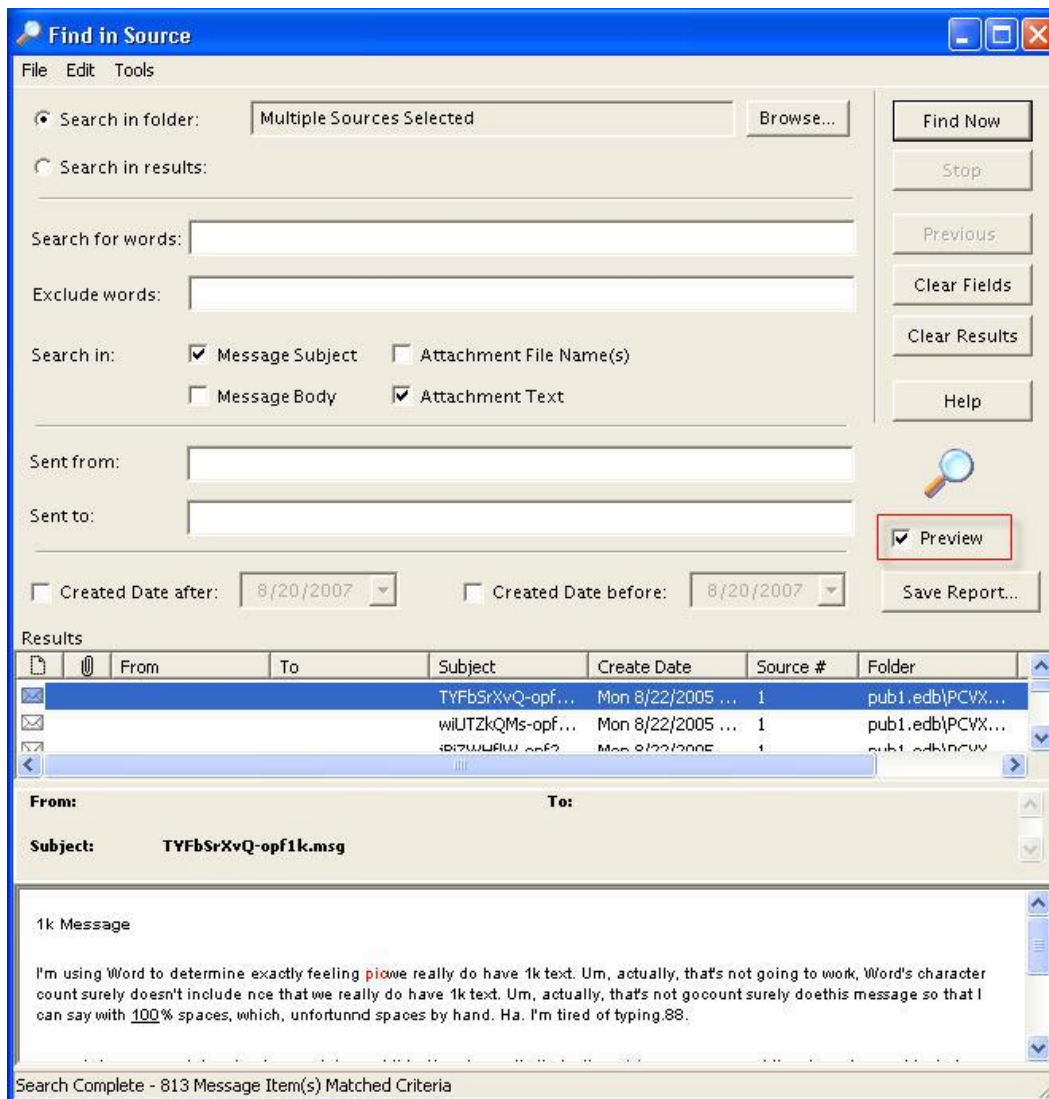 Find in Source
File Edit Tools
Search in folder: Multiple Sources Selected Browse... Find Now
Search in results: Stop
Search for words: Previous
Exclude words: Clear Fields
Clear Results
Search in: Message Subject Attachment File Name(s)
Message Body Attachment Text Help
Sent from:
Sent to:
Preview
Created Date after: 8/20/2007 Created Date before: 8/20/2007 Save Report...
Results
From To Subject Create Date Source # Folder
TYFbSrXvQ-opf... Mon 8/22/2005 ... 1 pub1.edb\PCVX...
wiUTZkQMs-opf... Mon 8/22/2005 ... 1 pub1.edb\PCVX...
Mon 8/22/2005 1
From: To:
Subject: TYFbSrXvQ-opf1k.msg
1k Message
I'm using Word to determine exactly feeling picwe really do have 1k text. Um, actually, that's not going to work, Word's character
count surely doesn't include nce that we really do have 1k text. Um, actually, that's not gocount surely doethis message so that I
can say with 100% spaces, which, unfortunnd spaces by hand. Ha. I'm tired of typing.88.
Search Complete - 813 Message Item(s) Matched Criteria